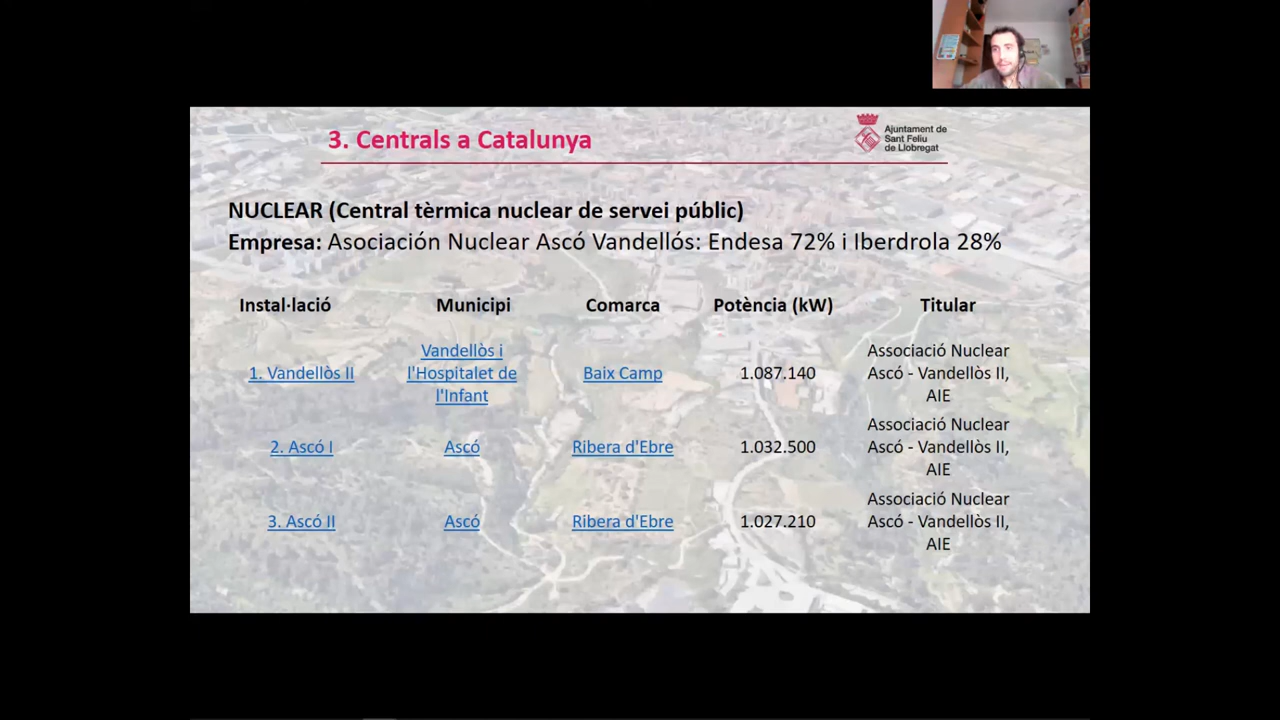 3. Centrals a Catalunya
Ajuntament de
Sant Feliu
de Llobregat
NUCLEAR (Central tèrmica nuclear de servei públic)
Empresa: Asociación Nuclear Ascó Vandellós: Endesa 72% i Iberdrola 28%
Instal·lació Municipi Comarca Potència (kW) Titular
1. Vandellòs II Vandellòs i l'Hospitalet de l'Infant Baix Camp 1.087.140 Associació Nuclear Ascó - Vandellòs II, AIE
2. Ascó I Ascó Ribera d'Ebre 1.032.500 Associació Nuclear Ascó - Vandellòs II, AIE
3. Ascó II Ascó Ribera d'Ebre 1.027.210 Associació Nuclear Ascó - Vandellòs II, AIE